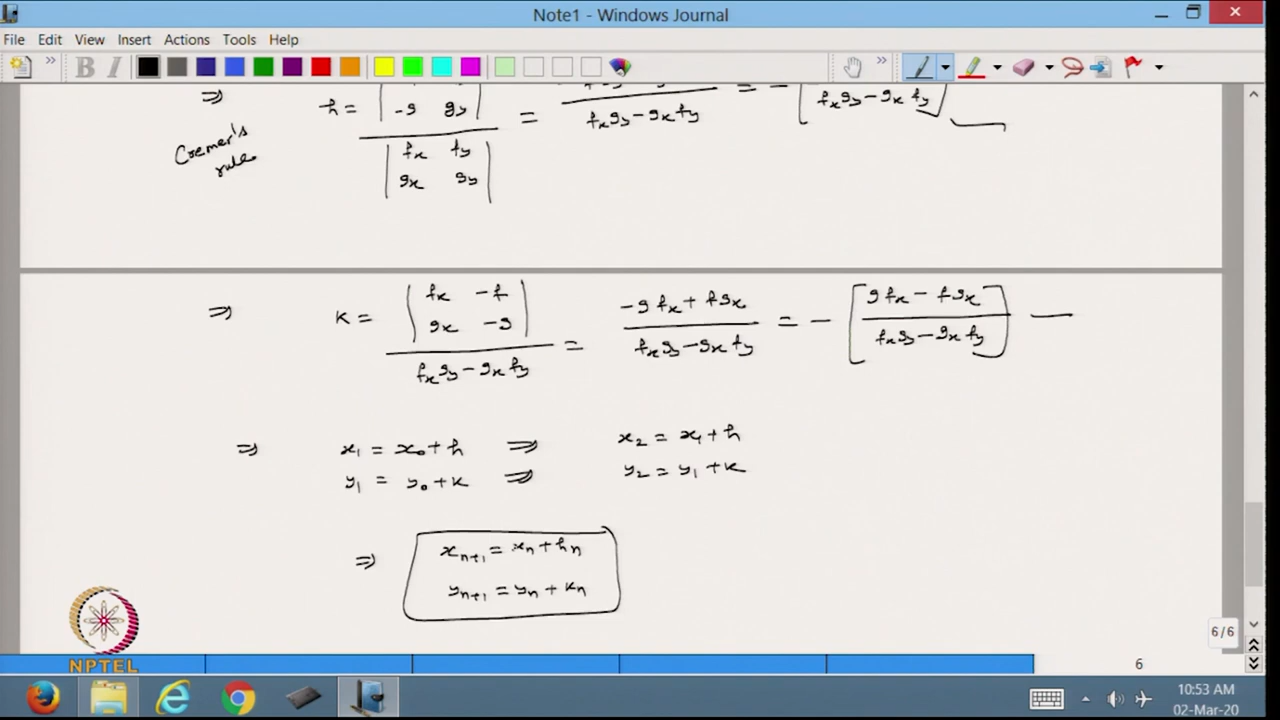 Note1 - Windows Journal
File Edit View Insert Actions Tools Help
B I
⇒ h = | -g gy | = fxgy - gxfy = - [ fxgy - gxfy ]
Cremer's rule
| fx fy |
| gx gy |
⇒ k = | fx -f | = -gfx + fgx = - [ gfx - fgx ]
| gx -g |
fxgy - gxfy fxgy - gxfy fxgy - gxfy
⇒ x1 = x0 + h ⇒ x2 = x1 + h
y1 = y0 + k ⇒ y2 = y1 + k
⇒ xn+1 = xn + hn
yn+1 = yn + kn
6/6
NPTEL
6
10:53 AM
02-Mar-20